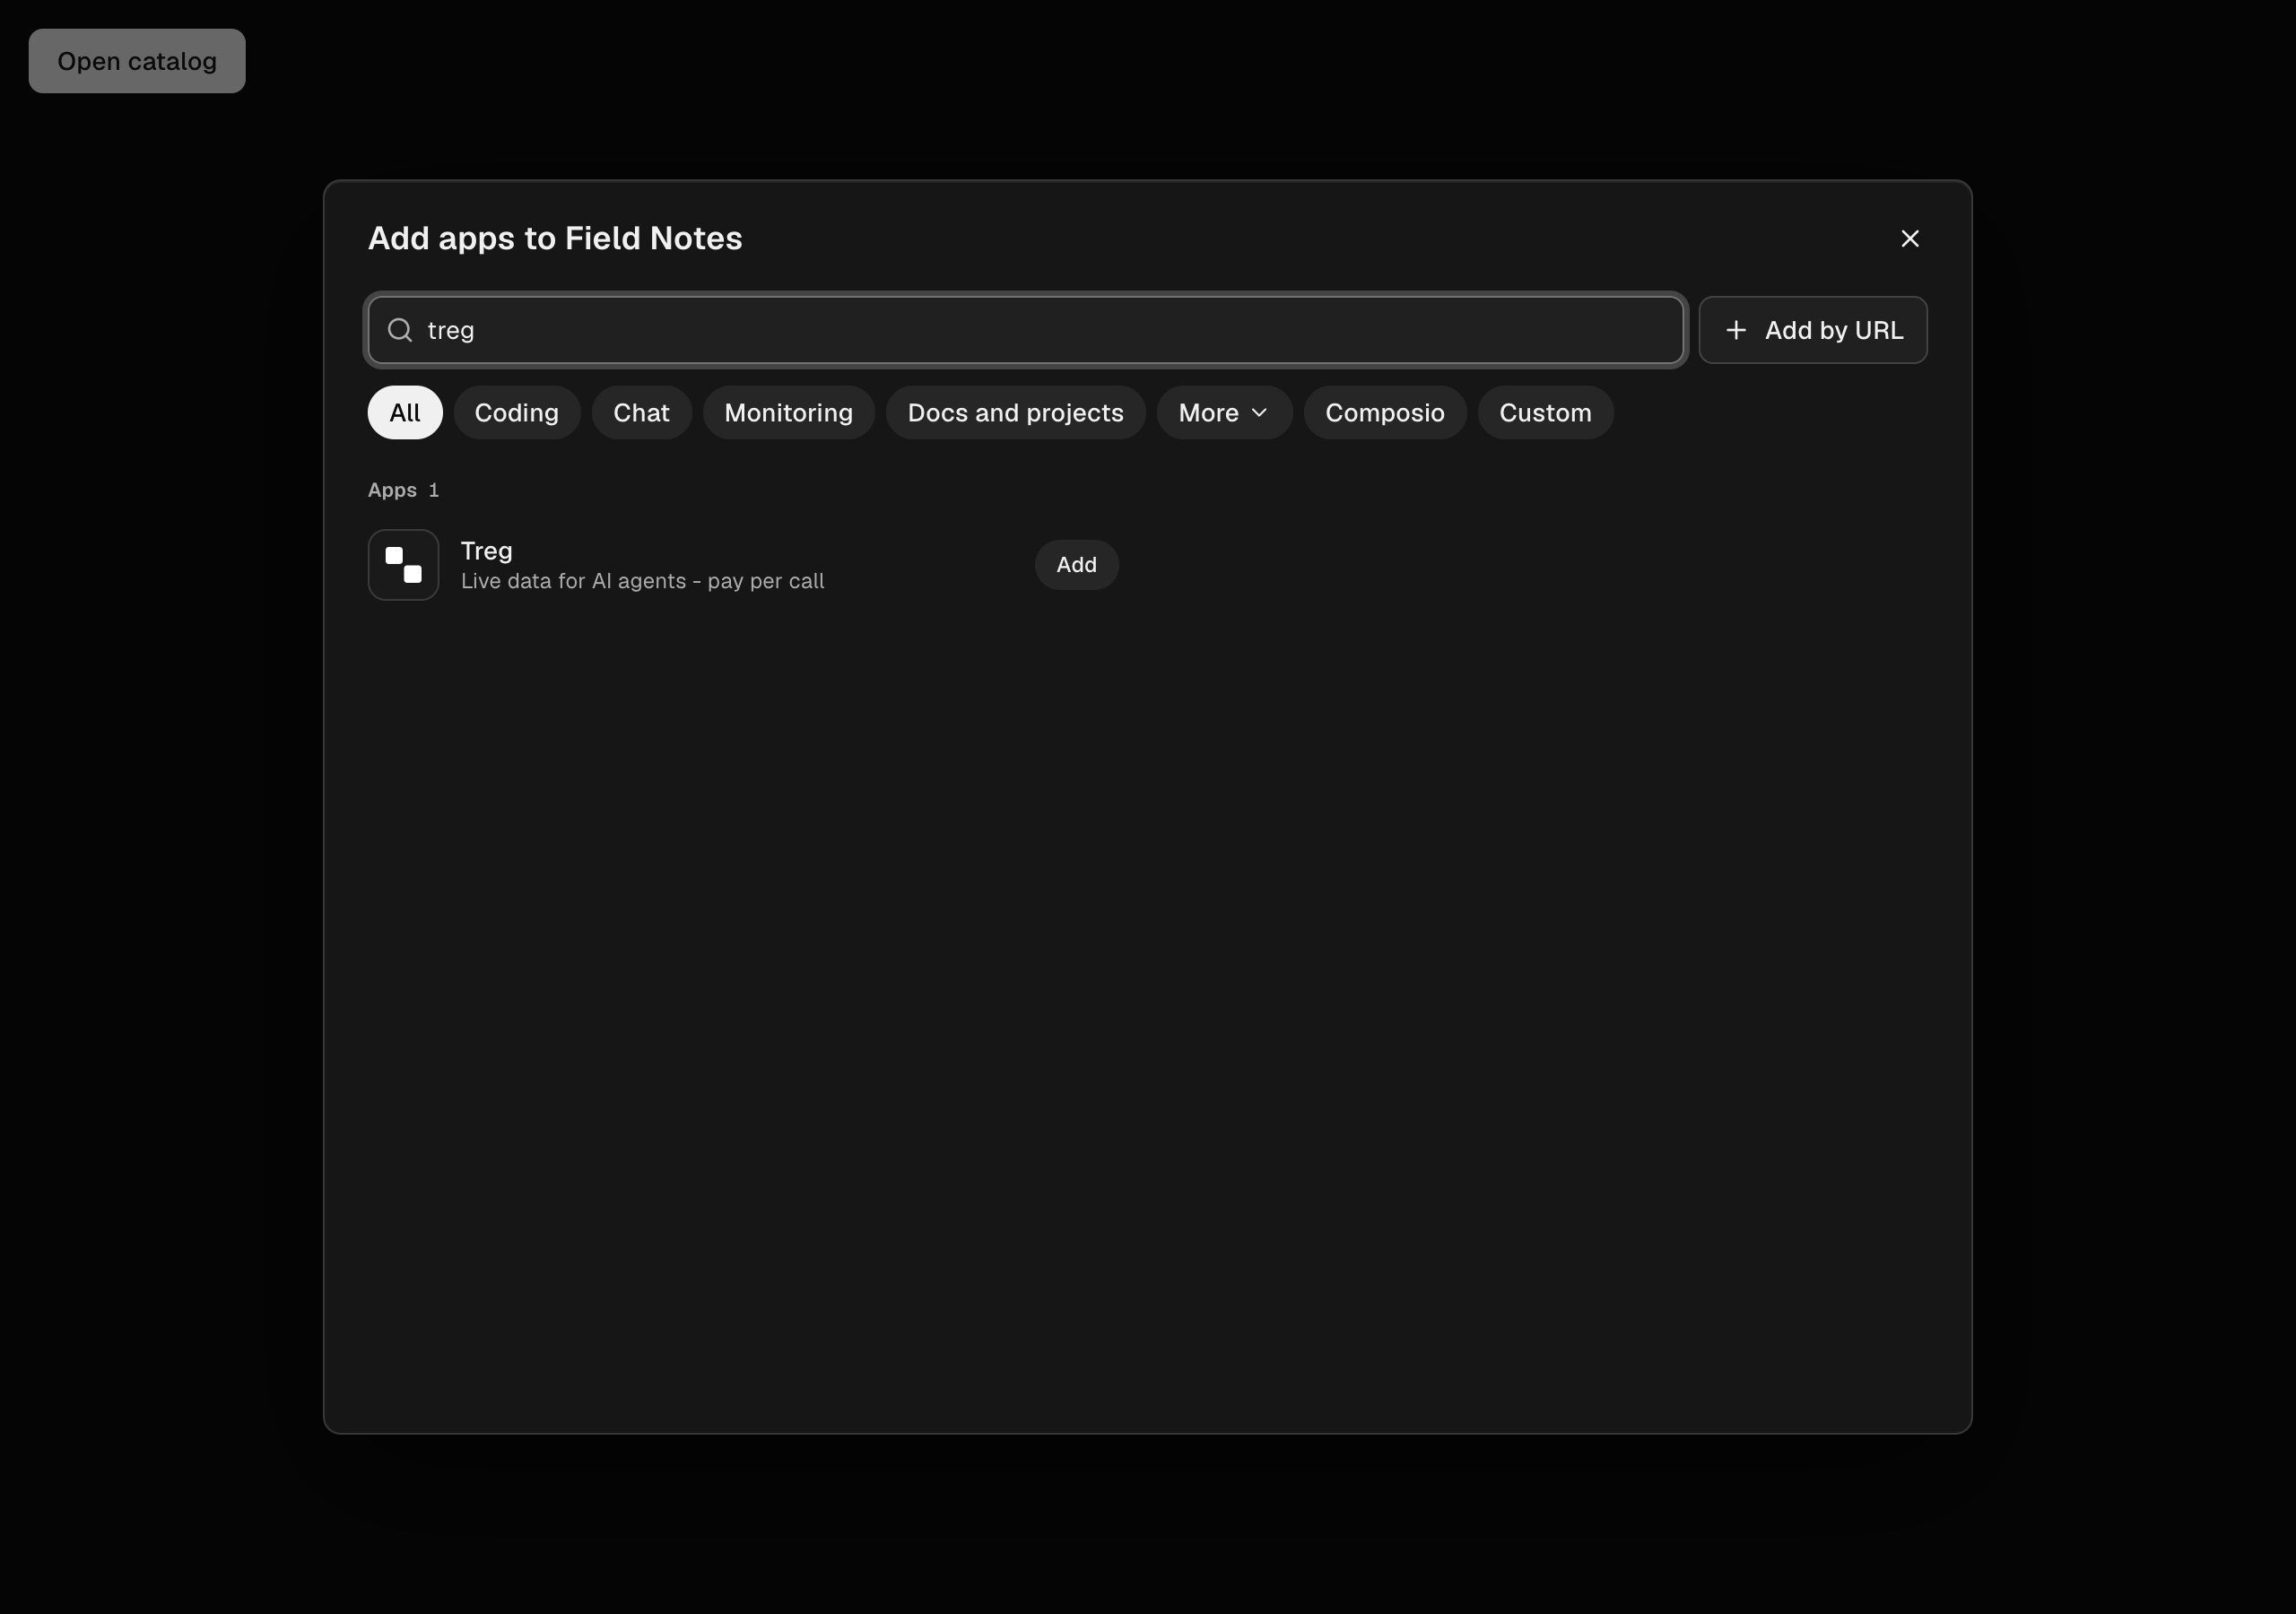 Open catalog
Add apps to Field Notes
treg
Add by URL
All
Coding
Chat
Monitoring
Docs and projects
More
Composio
Custom
Apps 1
Treg
Live data for AI agents - pay per call
Add